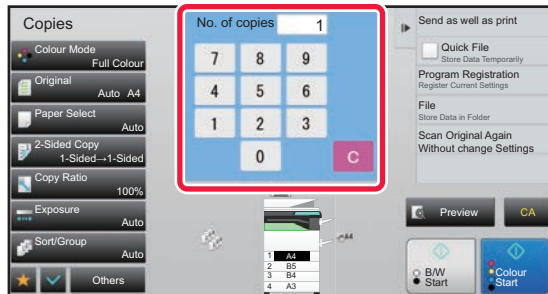 Copies
Colour Mode
Full Colour
Original
Auto A4
Paper Select
Auto
2-Sided Copy
1-Sided→1-Sided
Copy Ratio
100%
Exposure
Auto
Sort/Group
Auto
Others
No. of copies 1
7 8 9
4 5 6
1 2 3
0 C
1 A4
2 B5
3 B4
4 A3
Send as well as print
Quick File
Store Data Temporarily
Program Registration
Register Current Settings
File
Store Data in Folder
Scan Original Again
Without change Settings
Preview CA
B/W
Start
Colour
Start